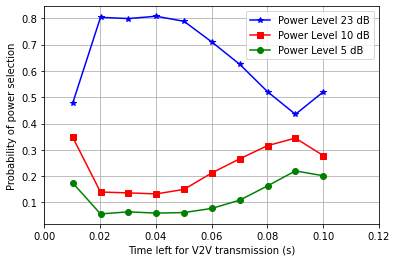 Power Level 23 dB
Power Level 10 dB
Power Level 5 dB
Probability of power selection
0.8
0.7
0.6
0.5
0.4
0.3
0.2
0.1
0.00 0.02 0.04 0.06 0.08 0.10 0.12
Time left for V2V transmission (s)